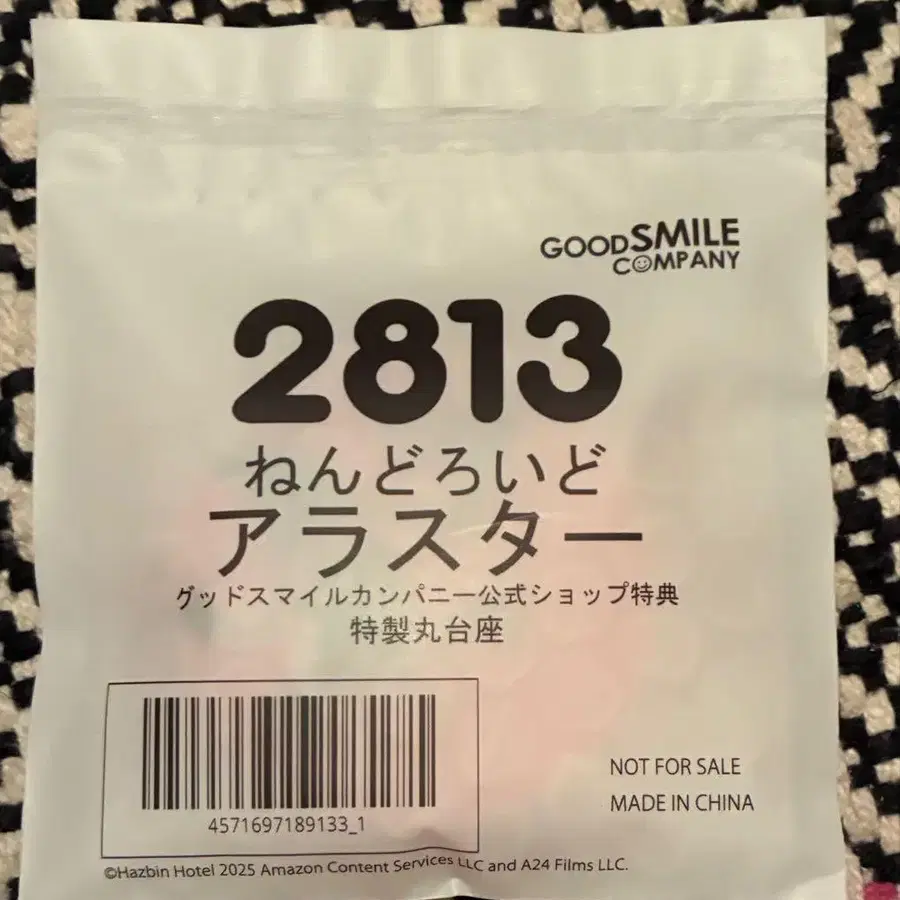 GOODSMILE
COMPANY
2813
ねんどろいど
アラスター
グッドスマイルカンパニー公式ショップ特典
特製丸台座
4571697189133_1
NOT FOR SALE
MADE IN CHINA
©Hazbin Hotel 2025 Amazon Content Services LLC and A24 Films LLC.